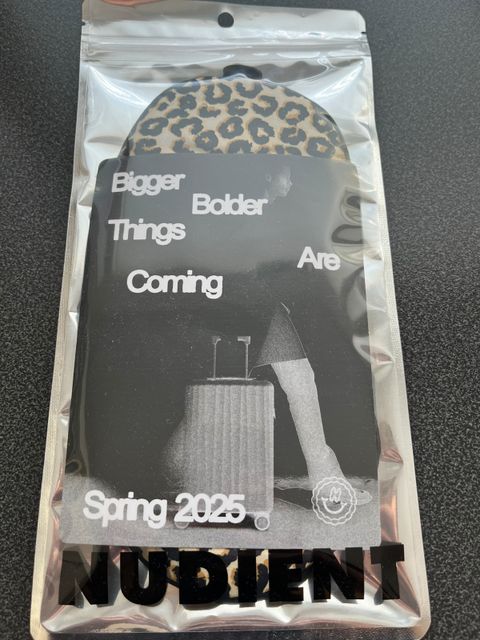 Bigger
Bolder
Things
Are
Coming
Spring 2025
N
NUDIENT